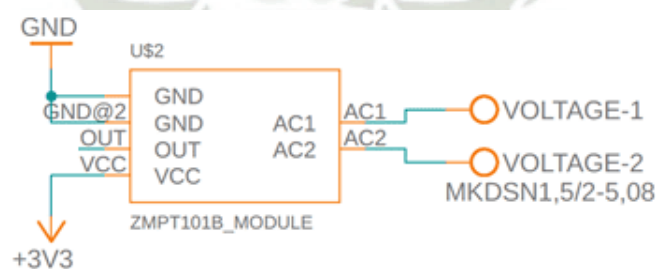 GND
U$2
GND
GND@2
GND
AC1
AC1
VOLTAGE-1
OUT
OUT
AC2
AC2
VCC
VCC
VOLTAGE-2
MKDSN1,5/2-5,08
ZMPT101B_MODULE
+3V3